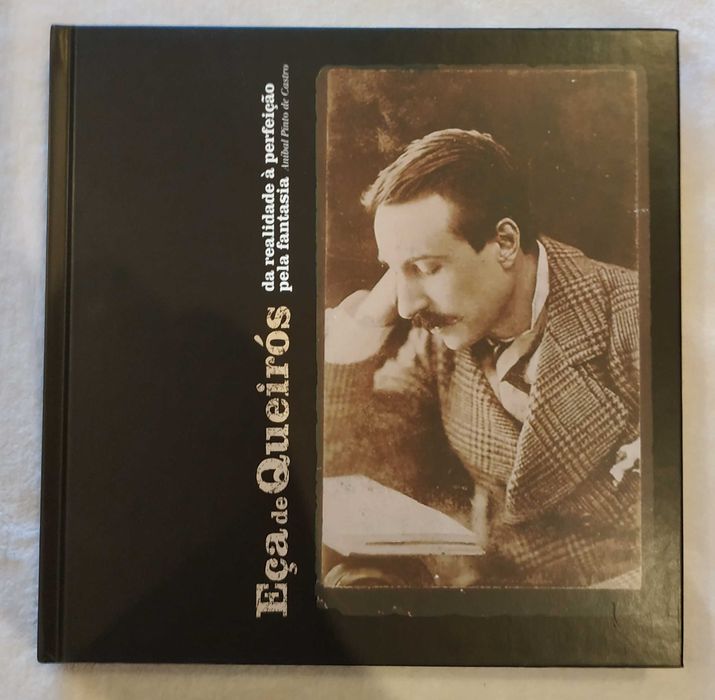 Eça de Queirós
da realidade à perfeição
pela fantasia Aníbal Pinto de Castro